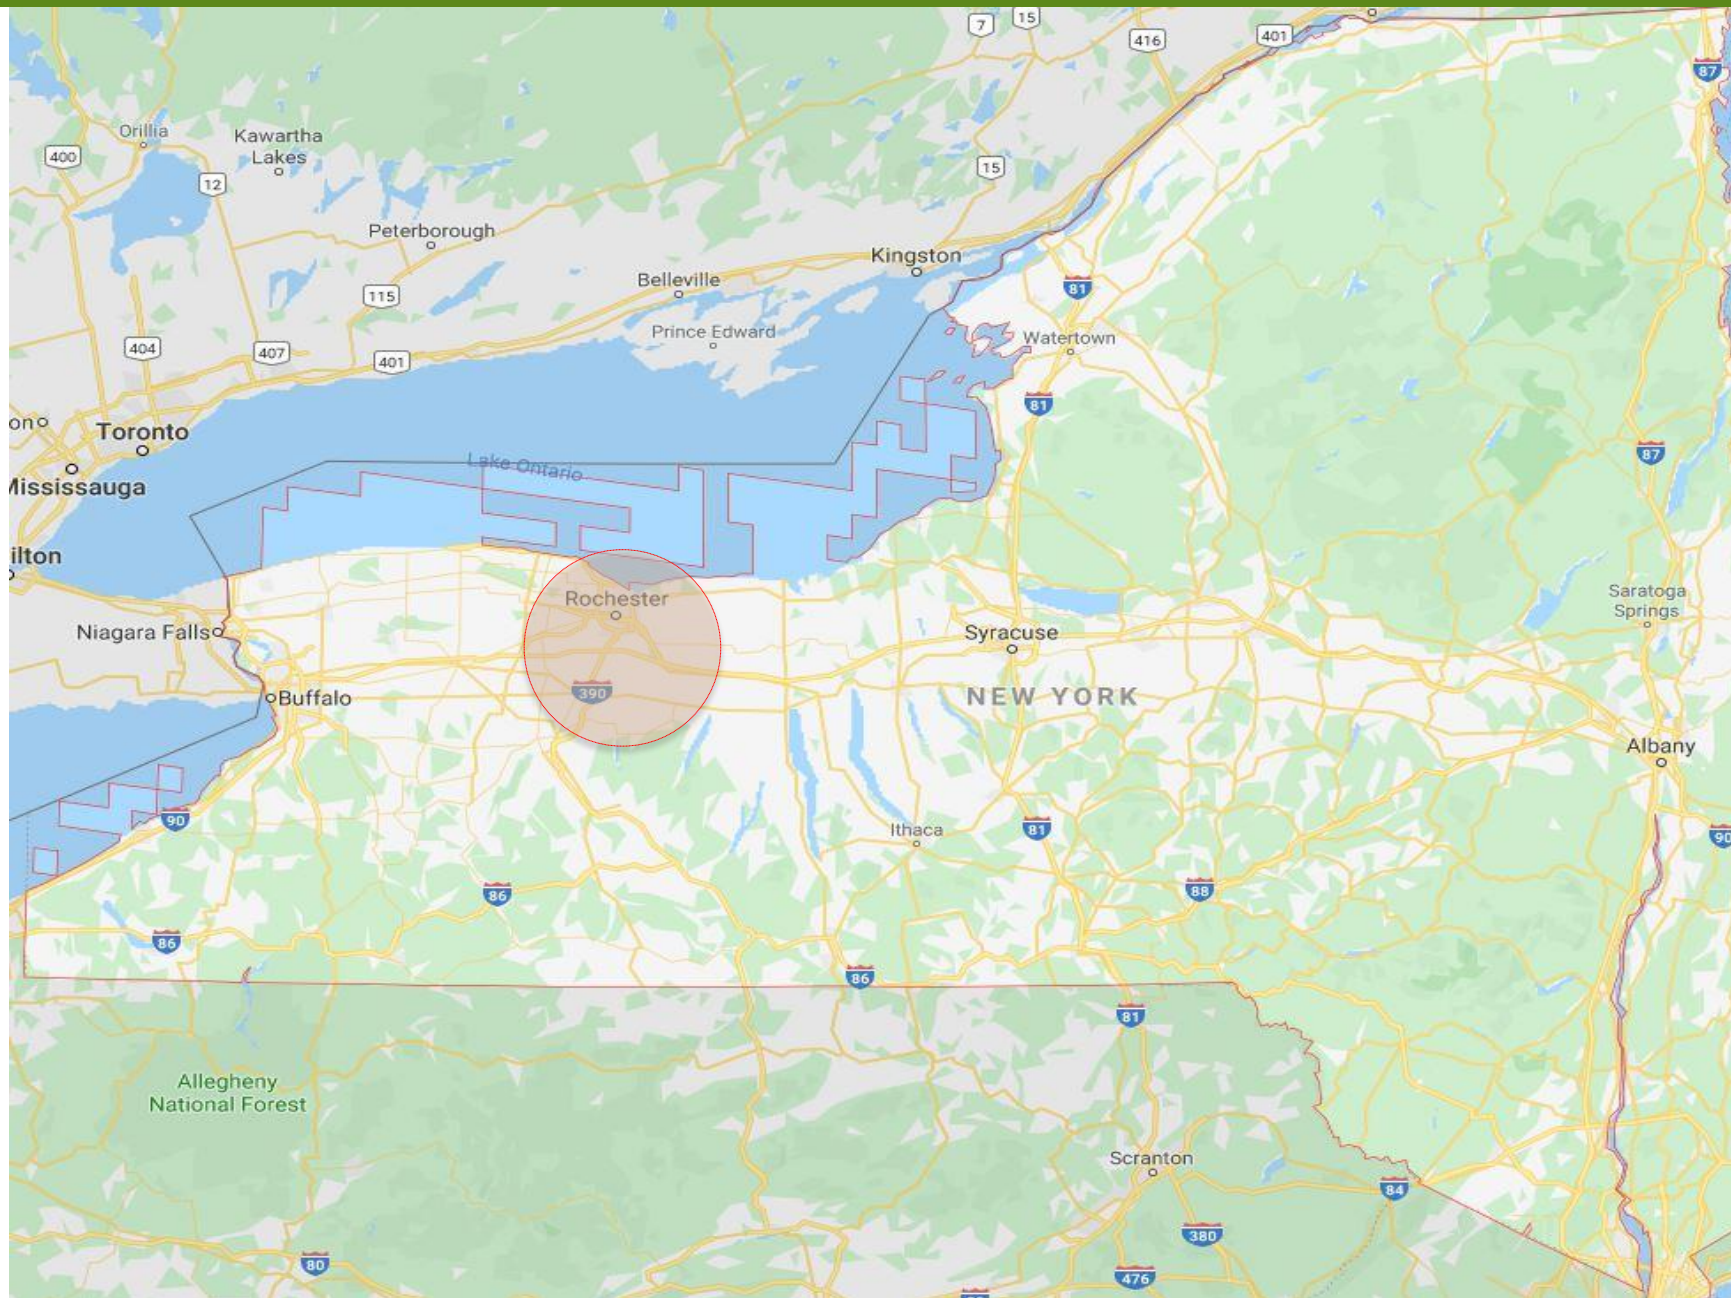 7
15
416
401
87
Orillia
Kawartha
Lakes
400
12
15
Peterborough
Kingston
Belleville
81
115
Prince Edward
Watertown
404
407
401
81
on
Toronto
87
Lake Ontario
Mississauga
ilton
Rochester
Saratoga
Springs
Niagara Falls
Syracuse
390
Buffalo
NEW YORK
Albany
90
Ithaca
81
90
86
88
86
86
81
Allegheny
National Forest
Scranton
84
380
80
476